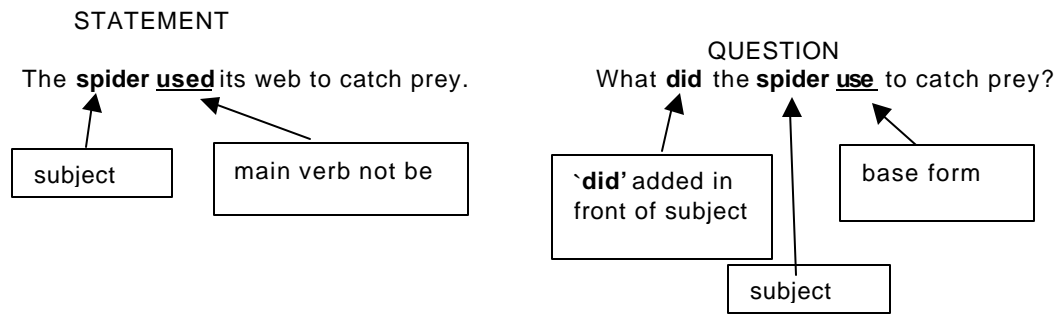 STATEMENT
The spider used its web to catch prey.
subject
main verb not be
QUESTION
What did the spider use to catch prey?
`did' added in
front of subject
base form
subject